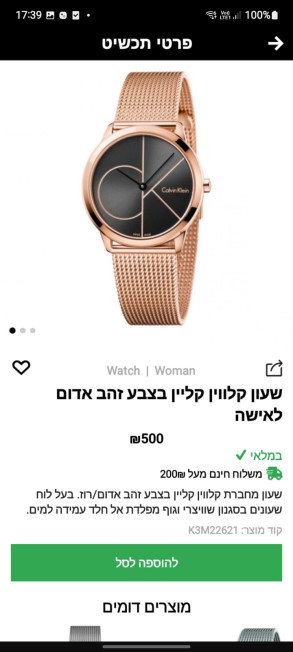 17:39
100%
פרטי תכשיט
Calvin Klein
Watch | Woman
שעון קלווין קליין בצבע זהב אדום
לאישה
₪500
במלאי
משלוח חינם מעל 200₪
שעון מחברת קלווין קליין בצבע זהב אדום/רוז. בעל לוח
שעונים בסגנון שוויצרי וגוף מפלדת אל חלד עמידה למים.
קוד מוצר: K3M22621
להוספה לסל
מוצרים דומים